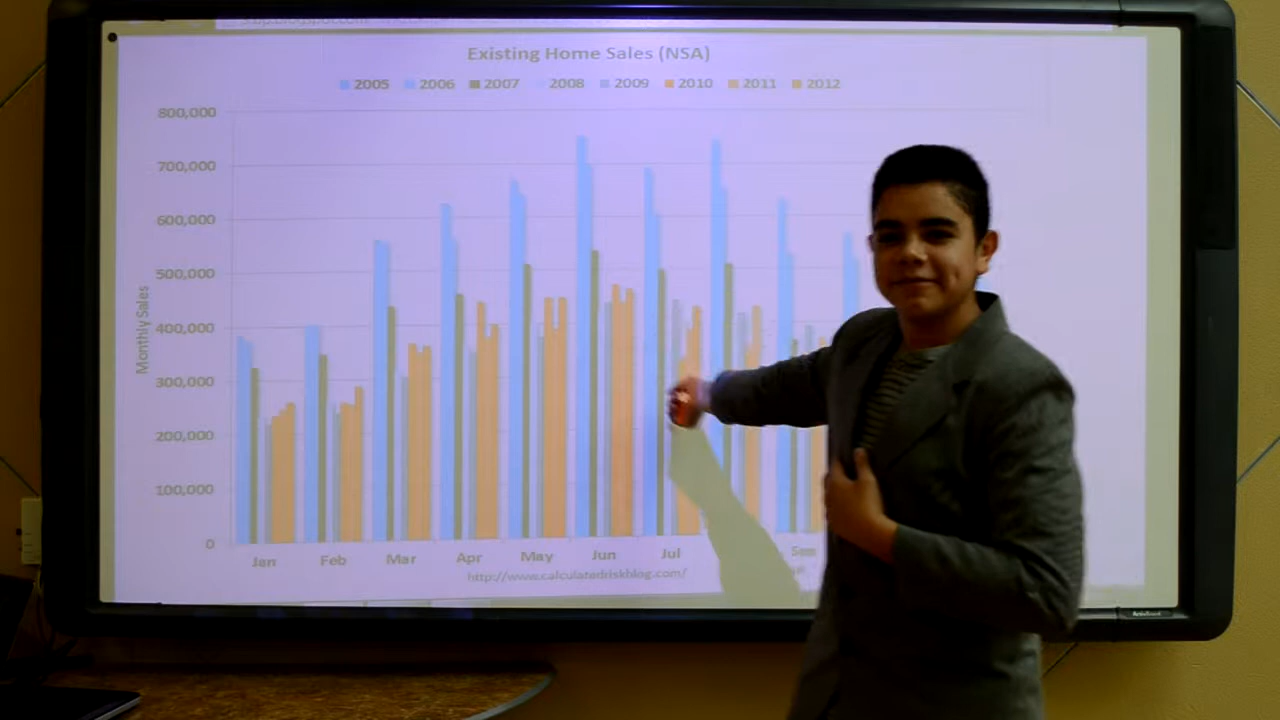 Existing Home Sales (NSA)
2005 2006 2007 2008 2009 2010 2011 2012
800,000
700,000
600,000
500,000
400,000
300,000
200,000
100,000
0
Monthly Sales
Jan Feb Mar Apr May Jun Jul Sep
http://www.calculatedriskblog.com/